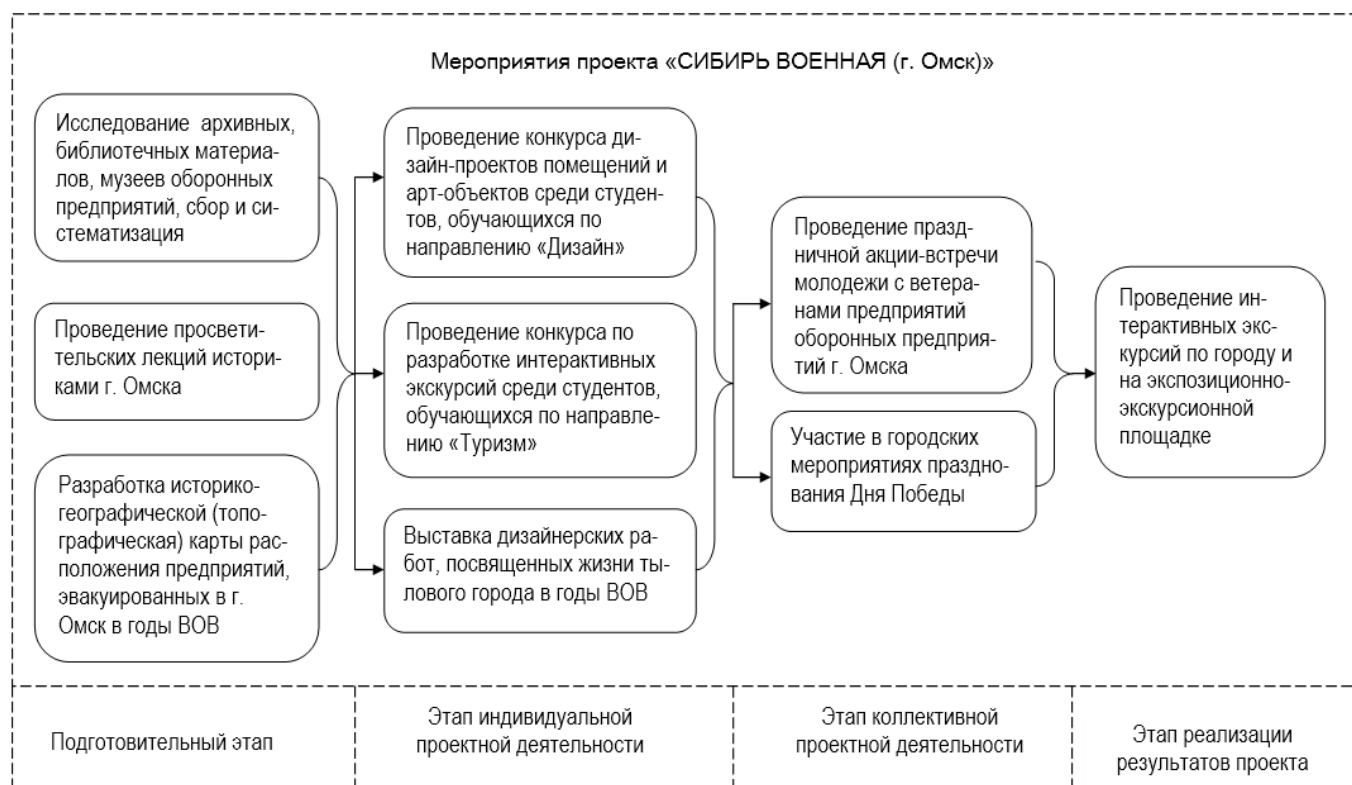 Мероприятия проекта «СИБИРЬ ВОЕННАЯ (г. Омск)»
Исследование архивных,
библиотечных материа-
лов, музеев оборонных
предприятий, сбор и си-
стематизация
Проведение просвети-
тельских лекций истори-
ками г. Омска
Разработка историко-
географической (топо-
графическая) карты рас-
положения предприятий,
эвакуированных в г.
Омск в годы ВОВ
Проведение конкурса ди-
зайн-проектов помещений и
арт-объектов среди студен-
тов, обучающихся по
направлению «Дизайн»
Проведение конкурса по
разработке интерактивных
экскурсий среди студентов,
обучающихся по направле-
нию «Туризм»
Выставка дизайнерских ра-
бот, посвященных жизни ты-
лового города в годы ВОВ
Проведение празд-
ничной акции-встречи
молодежи с ветера-
нами предприятий
оборонных предприя-
тий г. Омска
Участие в городских
мероприятиях праздно-
вания Дня Победы
Проведение ин-
терактивных экс-
курсий по городу и
на экспозиционно-
экскурсионной
площадке
Подготовительный этап
Этап индивидуальной
проектной деятельности
Этап коллективной
проектной деятельности
Этап реализации
результатов проекта